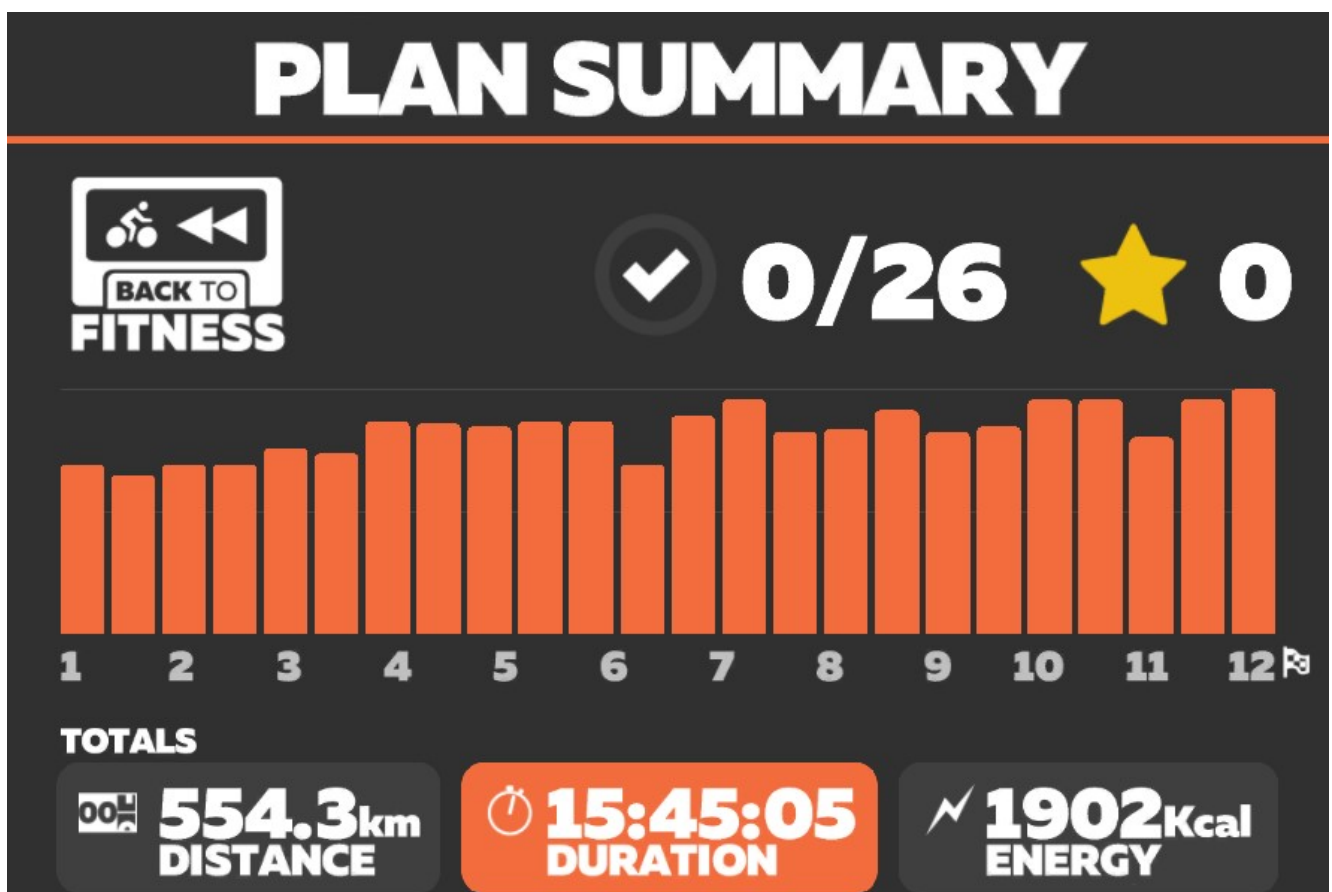 PLAN SUMMARY
BACK TO
FITNESS
0/26
0
1 2 3 4 5 6 7 8 9 10 11 12
TOTALS
554.3km
DISTANCE
15:45:05
DURATION
1902Kcal
ENERGY